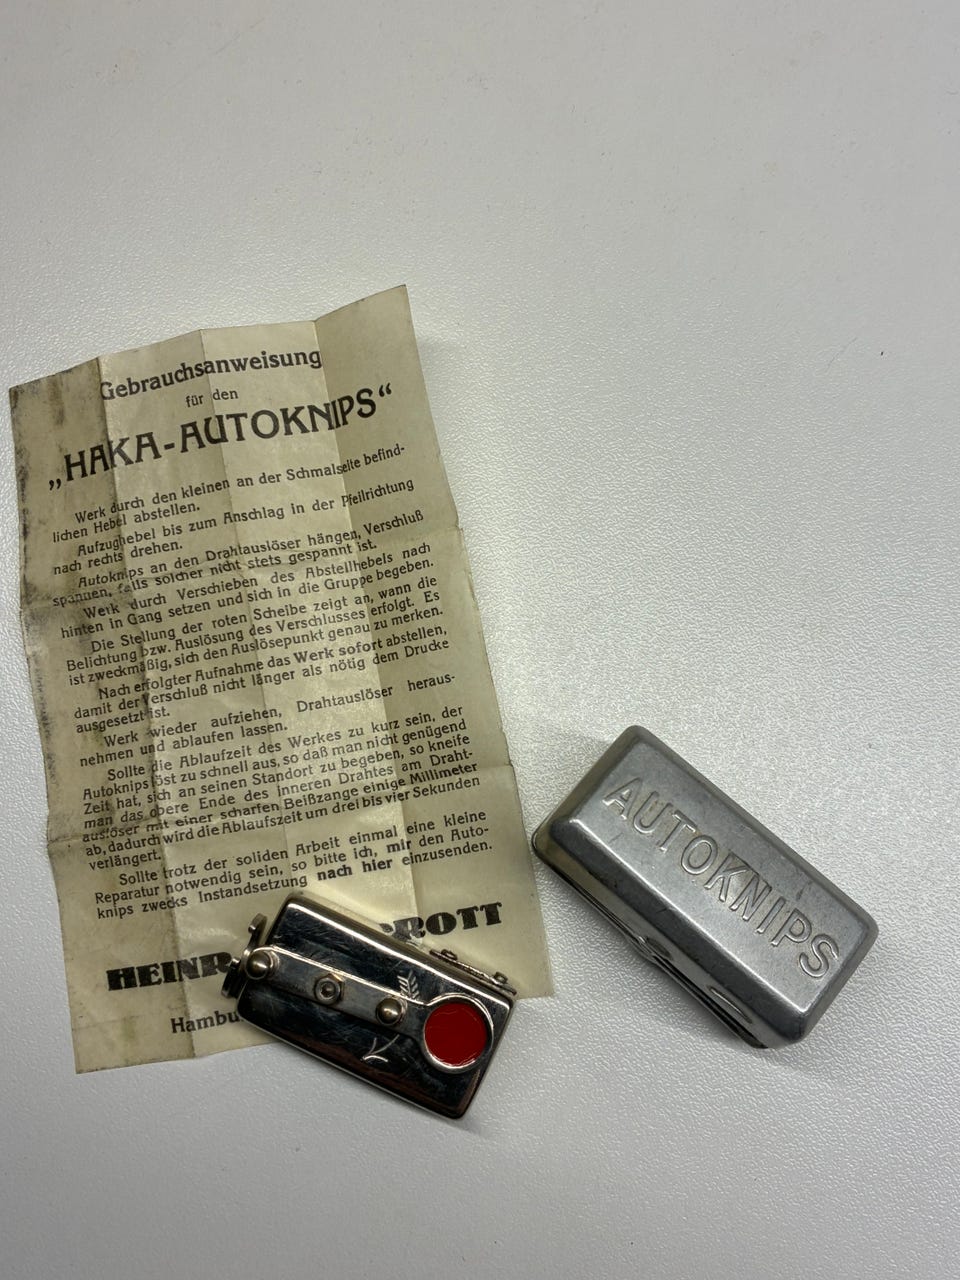 Gebrauchsanweisung
für den
„HAKA-AUTOKNIPS“
Werk durch den kleinen an der Schmalseite befind-
lichen Hebel abstellen.
Aufzughebel bis zum Anschlag in der Pfeilrichtung
nach rechts drehen.
Autoknips an den Drahtauslöser hängen, Verschluß
spannen, falls solcher nicht stets gespannt ist.
Werk durch Verschieben des Abstellhebels nach
hinten in Gang setzen und sich in die Gruppe begeben.
Die Stellung der roten Scheibe zeigt an, wann die
Belichtung bzw. Auslösung des Verschlusses erfolgt. Es
ist zweckmäßig, sich den Auslösepunkt genau zu merken.
Nach erfolgter Aufnahme das Werk sofort abstellen,
damit der Verschluß nicht länger als nötig dem Drucke
ausgesetzt ist.
Werk wieder aufziehen, Drahtauslöser heraus-
nehmen und ablaufen lassen.
Sollte die Ablaufzeit des Werkes zu kurz sein, der
Autoknips löst zu schnell aus, so daß man nicht genügend
Zeit hat, sich an seinen Standort zu begeben, so kneife
man das obere Ende des inneren Drahtes am Draht-
auslöser mit einer scharfen Beißzange einige Millimeter
ab, dadurch wird die Ablaufszeit um drei bis vier Sekunden
verlängert.
Sollte trotz der soliden Arbeit einmal eine kleine
Reparatur notwendig sein, so bitte ich, mir den Auto-
knips zwecks Instandsetzung nach hier einzusenden.
AUTOKNIPS